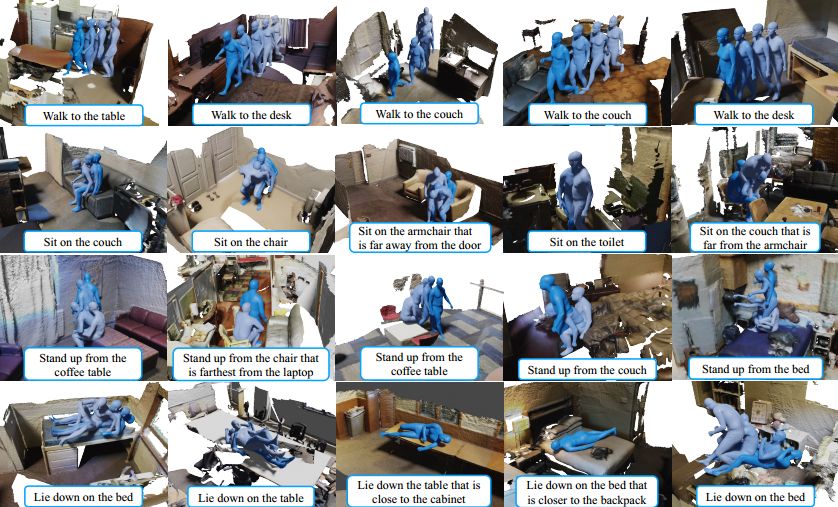 Walk to the table
Walk to the desk
Walk to the couch
Walk to the couch
Walk to the desk
Sit on the couch
Sit on the chair
Sit on the armchair that
is far away from the door
Sit on the toilet
Sit on the couch that is
far from the armchair
Stand up from the
coffee table
Stand up from the chair that
is farthest from the laptop
Stand up from the
coffee table
Stand up from the couch
Stand up from the bed
Lie down on the bed
Lie down on the table
Lie down the table that is
close to the cabinet
Lie down on the bed that
is closer to the backpack
Lie down on the bed